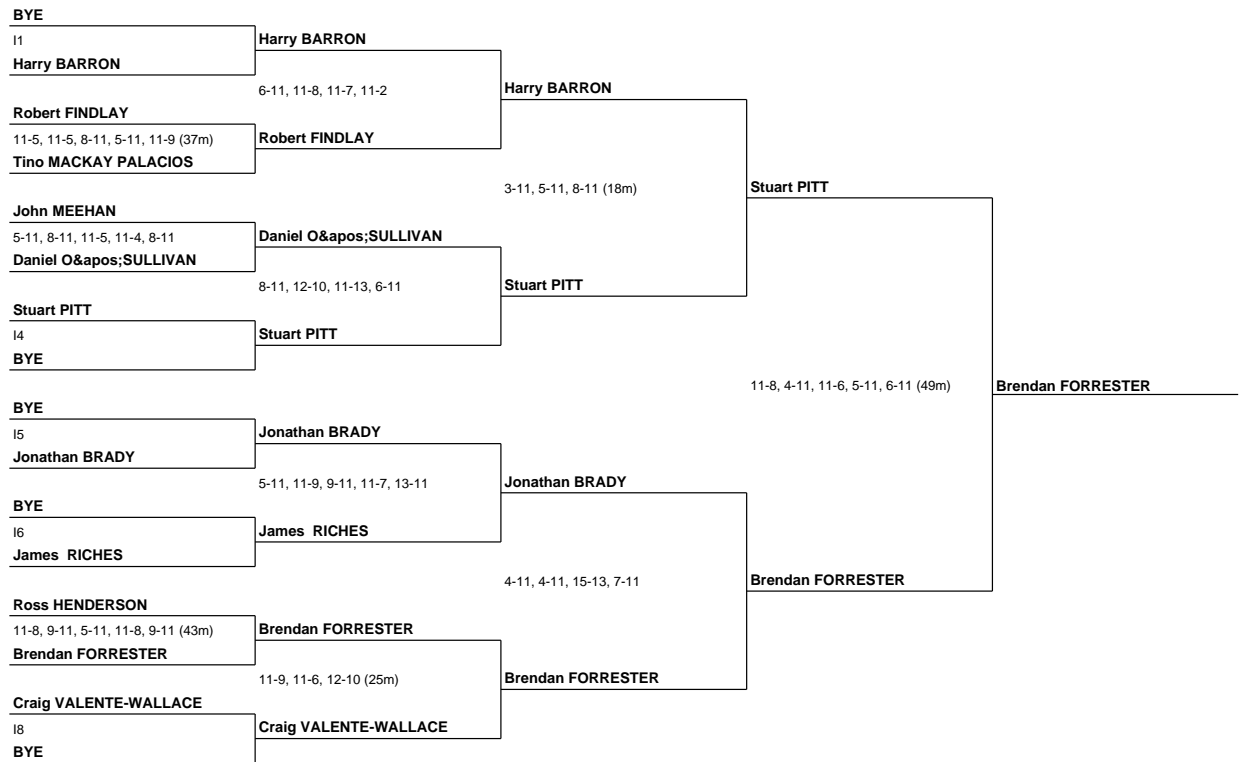 BYE
I1
Harry BARRON
Robert FINDLAY
11-5, 11-5, 8-11, 5-11, 11-9 (37m)
Tino MACKAY PALACIOS
John MEEHAN
5-11, 8-11, 11-5, 11-4, 8-11
Daniel O&apos;SULLIVAN
Stuart PITT
I4
BYE
BYE
I5
Jonathan BRADY
BYE
I6
James  RICHES
Ross HENDERSON
11-8, 9-11, 5-11, 11-8, 9-11 (43m)
Brendan FORRESTER
Craig VALENTE-WALLACE
I8
BYE
Harry BARRON
6-11, 11-8, 11-7, 11-2
Robert FINDLAY
Daniel O&apos;SULLIVAN
8-11, 12-10, 11-13, 6-11
Stuart PITT
Jonathan BRADY
5-11, 11-9, 9-11, 11-7, 13-11
James  RICHES
Brendan FORRESTER
11-9, 11-6, 12-10 (25m)
Craig VALENTE-WALLACE
Harry BARRON
3-11, 5-11, 8-11 (18m)
Stuart PITT
Jonathan BRADY
4-11, 4-11, 15-13, 7-11
Brendan FORRESTER
Stuart PITT
11-8, 4-11, 11-6, 5-11, 6-11 (49m)
Brendan FORRESTER
Brendan FORRESTER